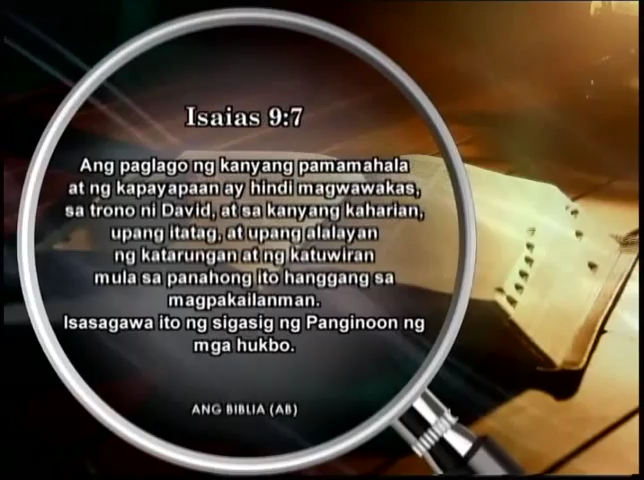 Isaias 9:7
Ang paglago ng kanyang pamamahala
at ng kapayapaan ay hindi magwawakas,
sa trono ni David, at sa kanyang kaharian,
upang itatag, at upang alalayan
ng katarungan at ng katuwiran
mula sa panahong ito hanggang sa
magpakailanman.
Isasagawa ito ng sigasig ng Panginoon ng
mga hukbo.
ANG BIBLIA (AB)